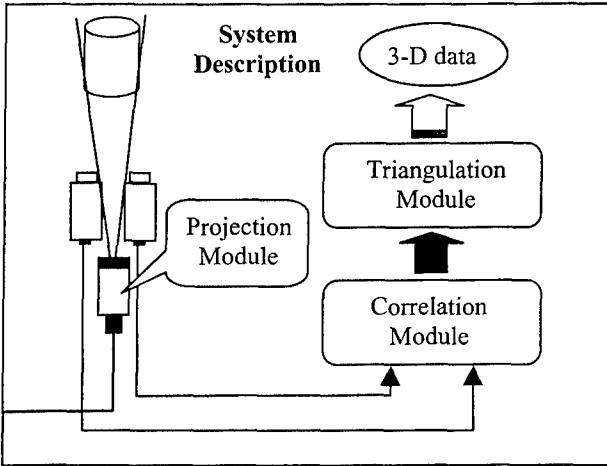 System
Description
3-D data
Triangulation
Module
Projection
Module
Correlation
Module